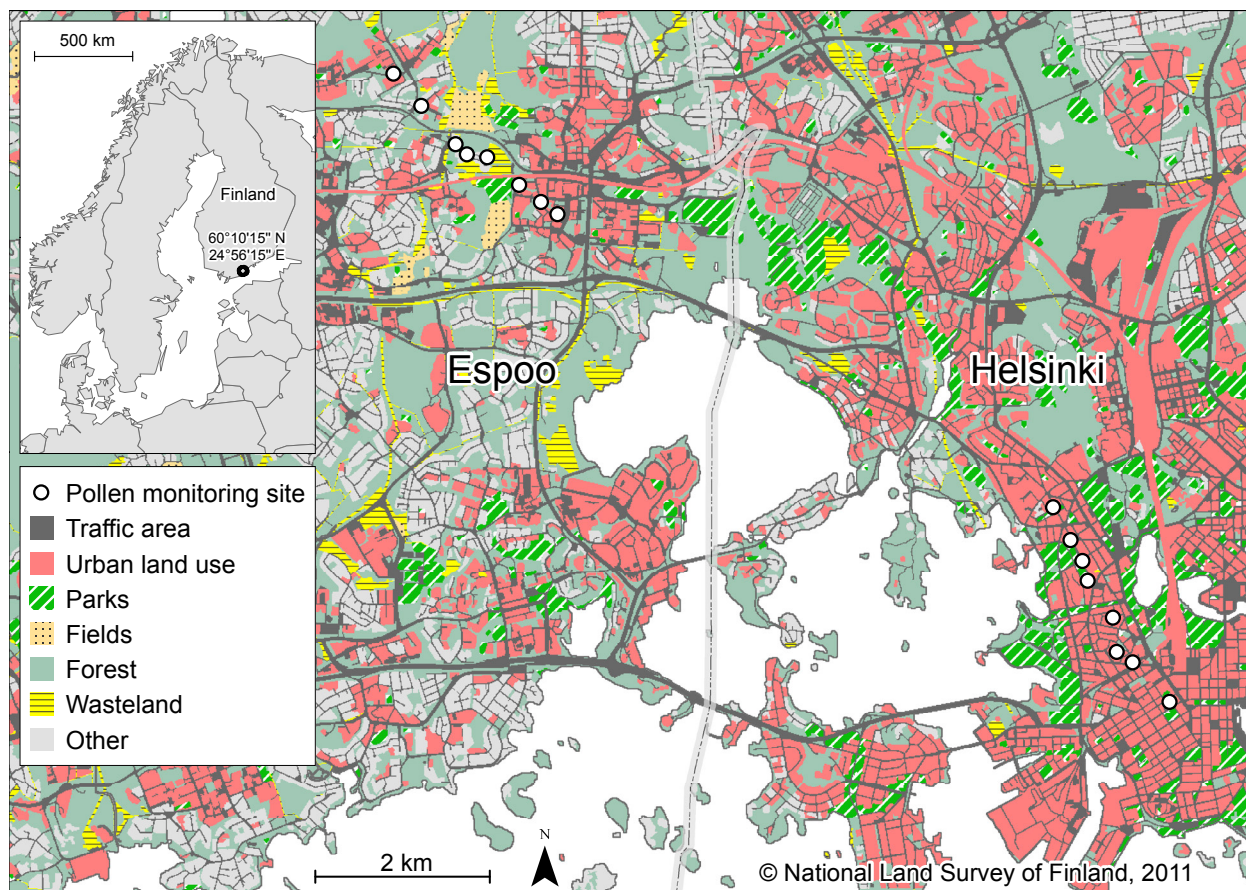 500 km
Finland
60°10'15" N
24°56'15" E
Espoo
Helsinki
Pollen monitoring site
Traffic area
Urban land use
Parks
Fields
Forest
Wasteland
Other
2 km
N
© National Land Survey of Finland, 2011